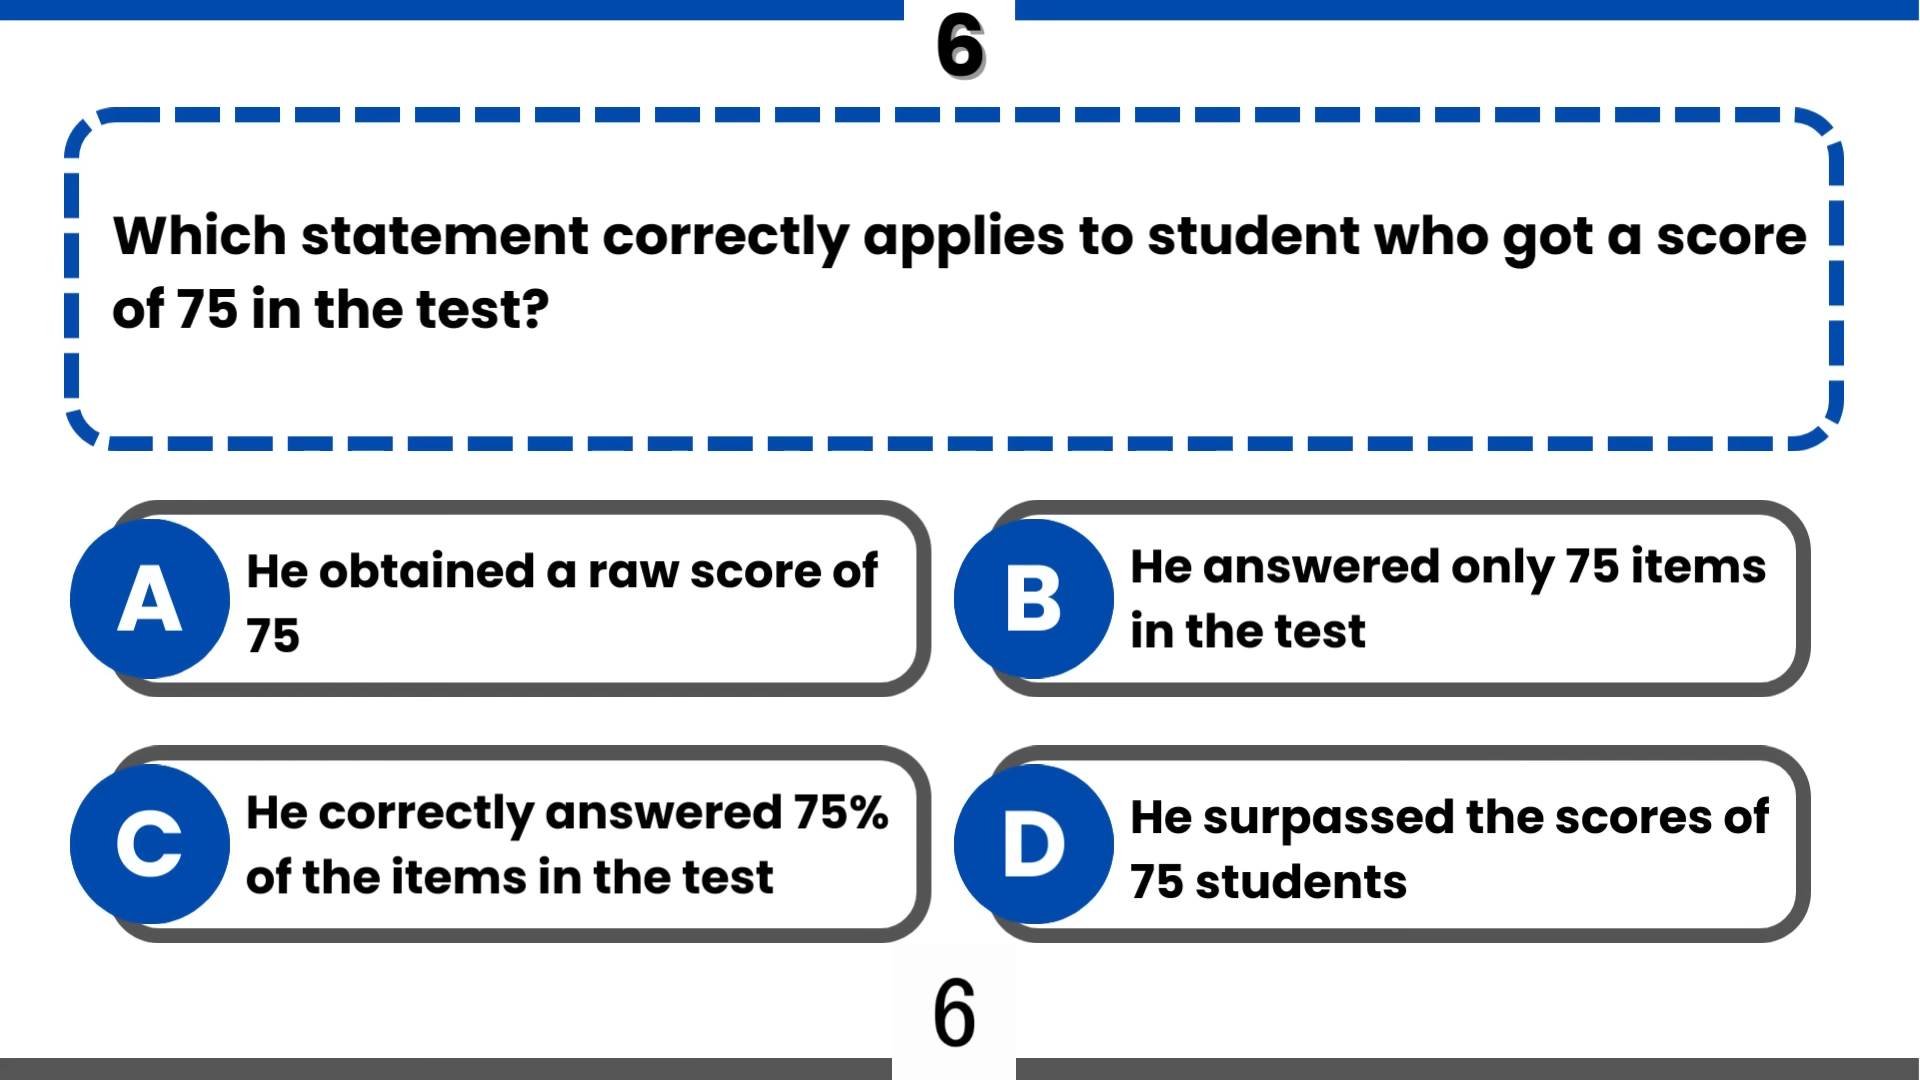 6
Which statement correctly applies to student who got a score
of 75 in the test?
A
He obtained a raw score of
75
B
He answered only 75 items
in the test
C
He correctly answered 75%
of the items in the test
D
He surpassed the scores of
75 students
6